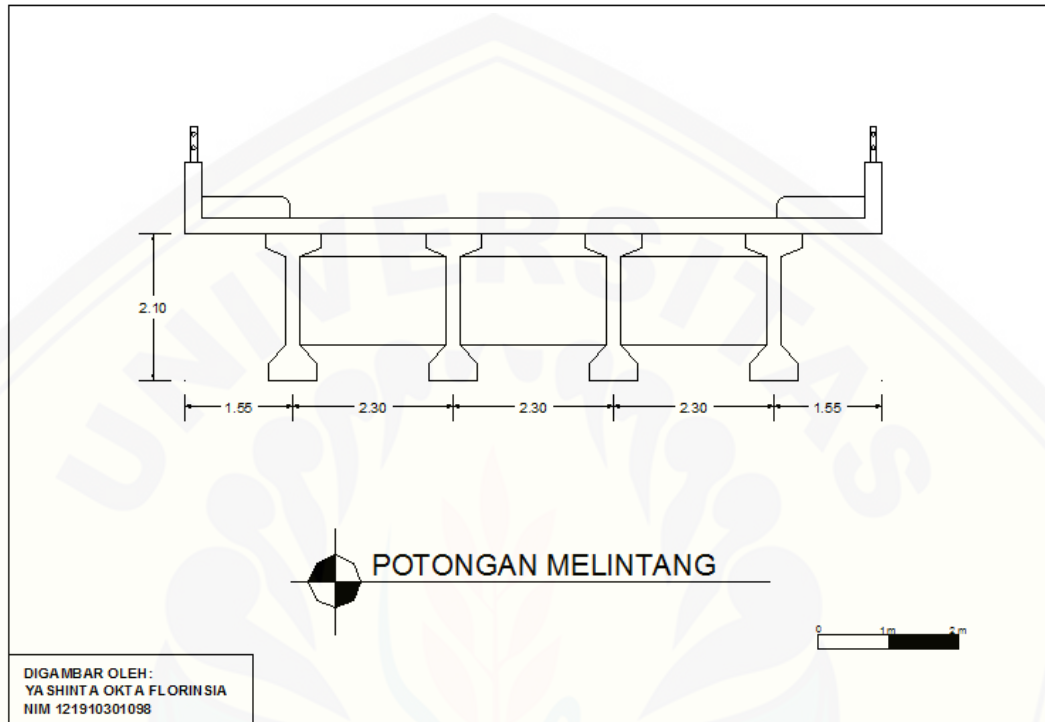 UNIVERSITAS
2.10
1.55 2.30 2.30 2.30 1.55
POTONGAN MELINTANG
0 1m 2m
DIGAMBAR OLEH:
YASHINTA OKTA FLORINSIA
NIM 121910301098